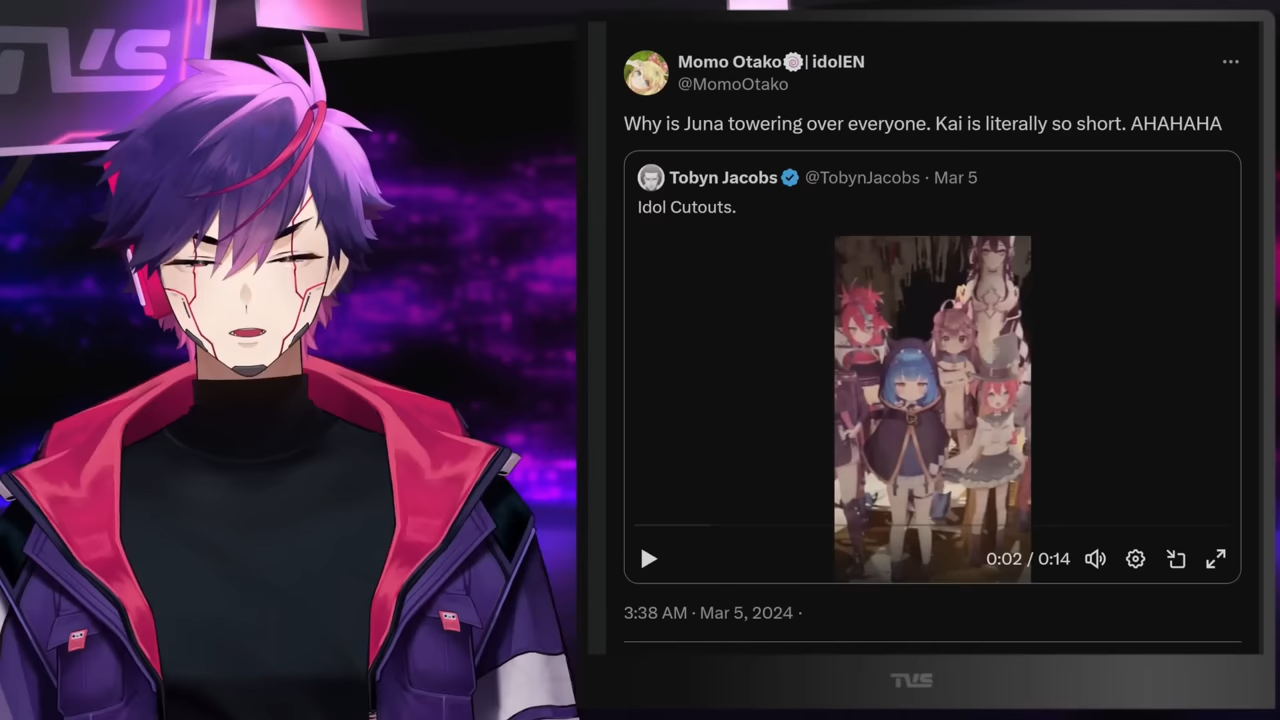 TVS
Momo Otako🍥| idolEN
@MomoOtako
Why is Juna towering over everyone. Kai is literally so short. AHAHAHA
Tobyn Jacobs @TobynJacobs · Mar 5
Idol Cutouts.
0:02 / 0:14
3:38 AM · Mar 5, 2024 ·
TVS